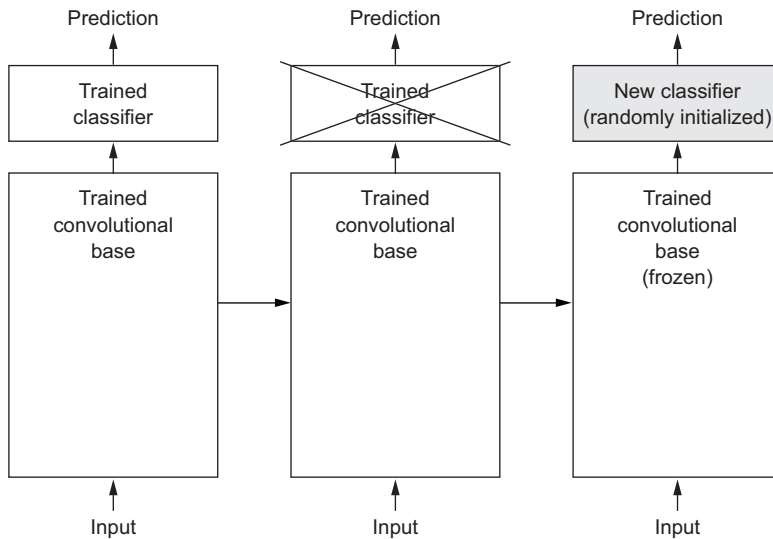 Prediction
Trained
classifier
Trained
convolutional
base
Input
Prediction
Trained
classifier
Trained
convolutional
base
Input
Prediction
New classifier
(randomly initialized)
Trained
convolutional
base
(frozen)
Input